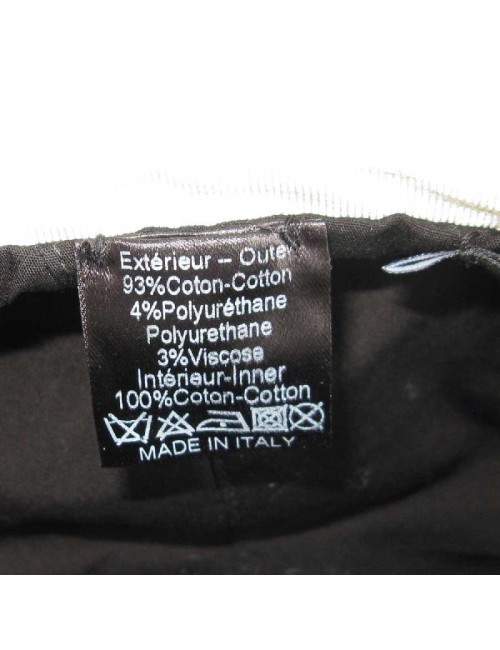 Extérieur – Outer
93%Coton-Cotton
4%Polyuréthane
Polyurethane
3%Viscose
Intérieur-Inner
100%Coton-Cotton
MADE IN ITALY